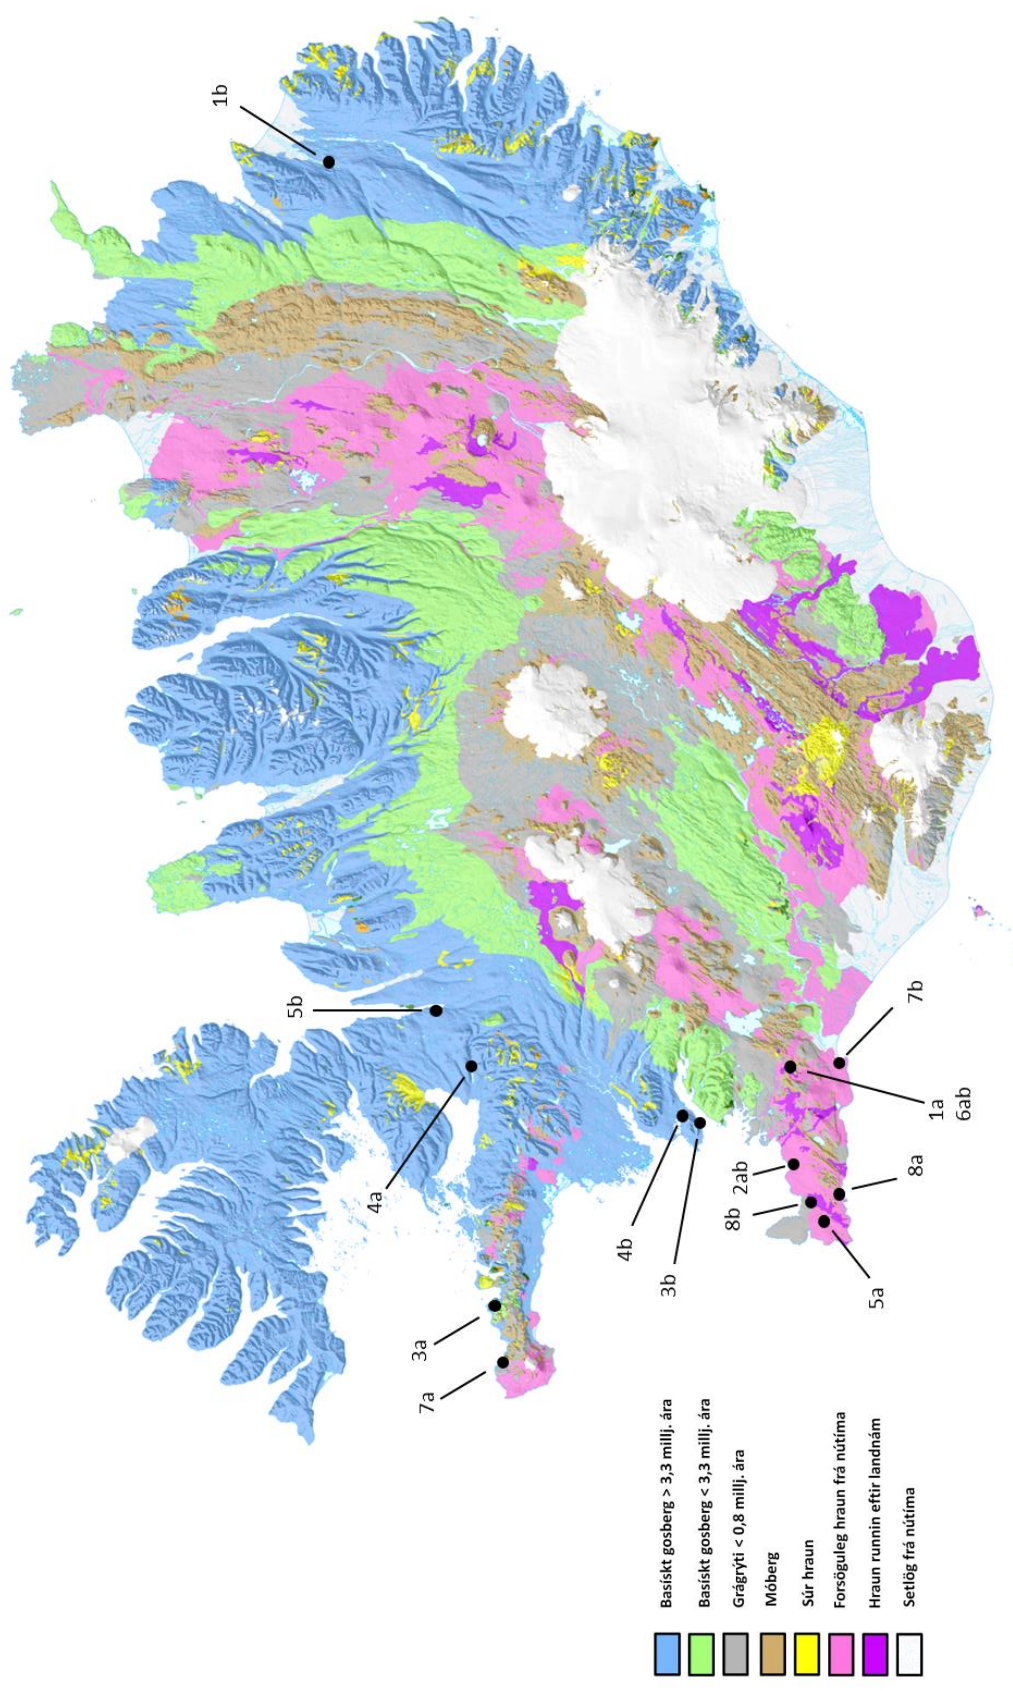 1b
5b
4a
3a
7a
4b
3b
2ab
8b
5a
8a
7b
1a
6ab
Basískt gosberg > 3,3 millj. ára
Basískt gosberg < 3,3 millj. ára
Grágrýti < 0,8 millj. ára
Móberg
Súr hraun
Forsöguleg hraun frá nútíma
Hraun runnin eftir landnám
Setlög frá nútíma